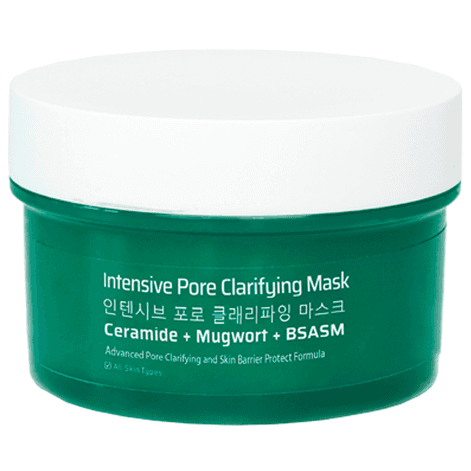 Intensive Pore Clarifying Mask
인텐시브 포로 클래리파잉 마스크
Ceramide + Mugwort + BSASM
Advanced Pore Clarifying and Skin Barrier Protect Formula
All Skin Types